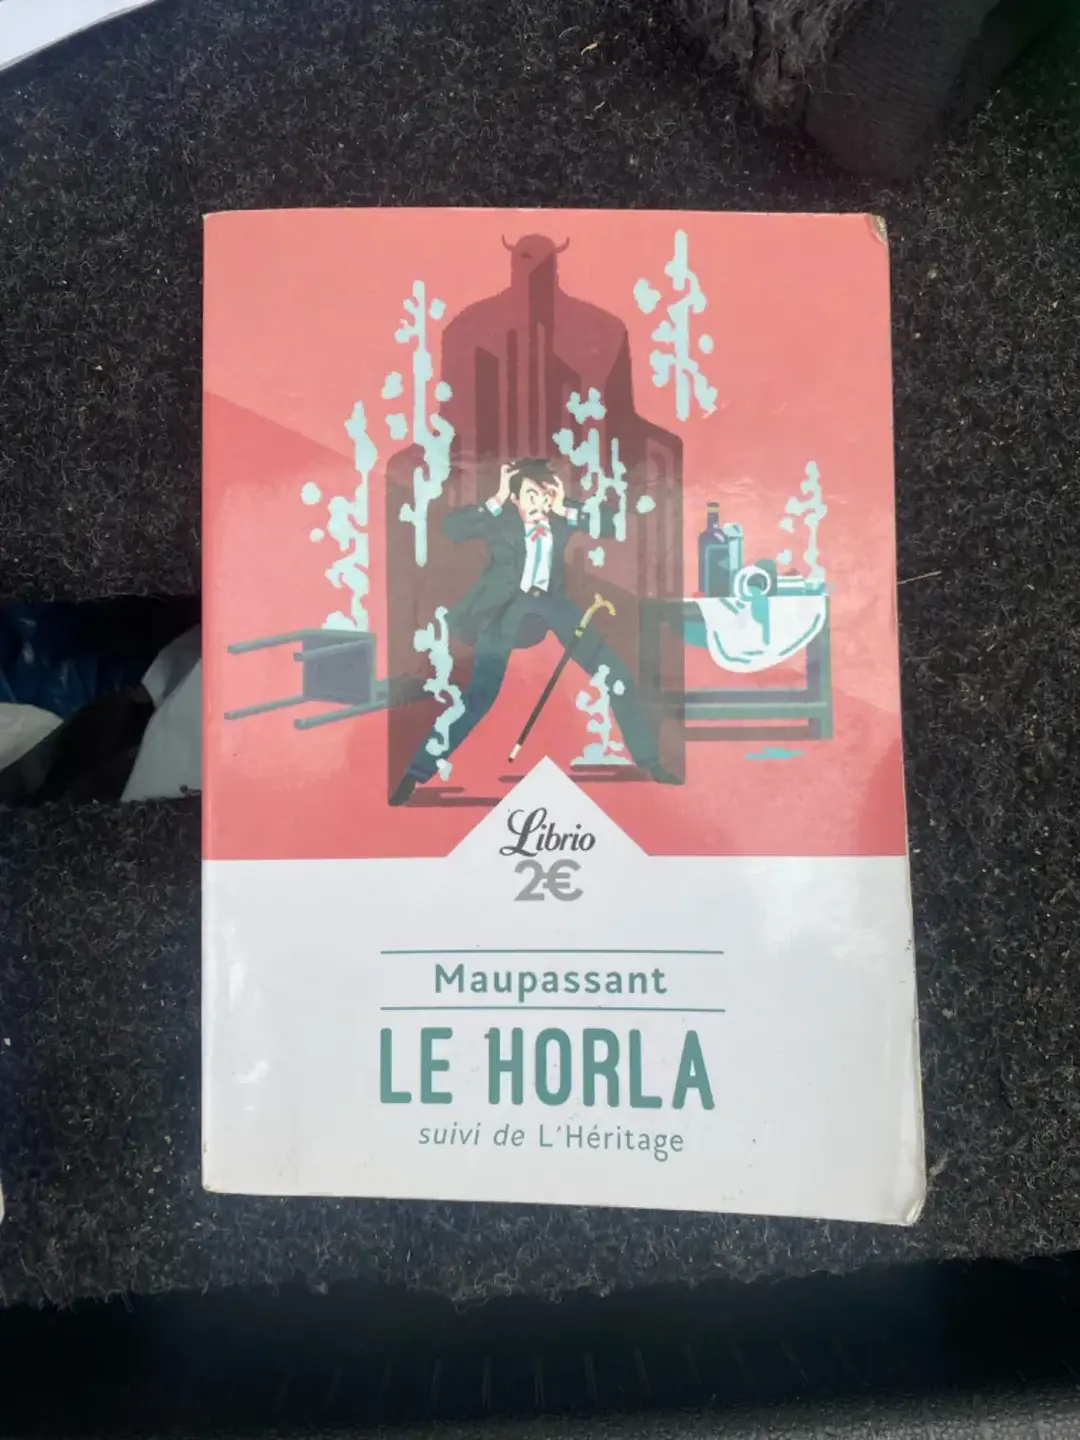 Librio
2€
Maupassant
LE HORLA
suivi de L'Héritage